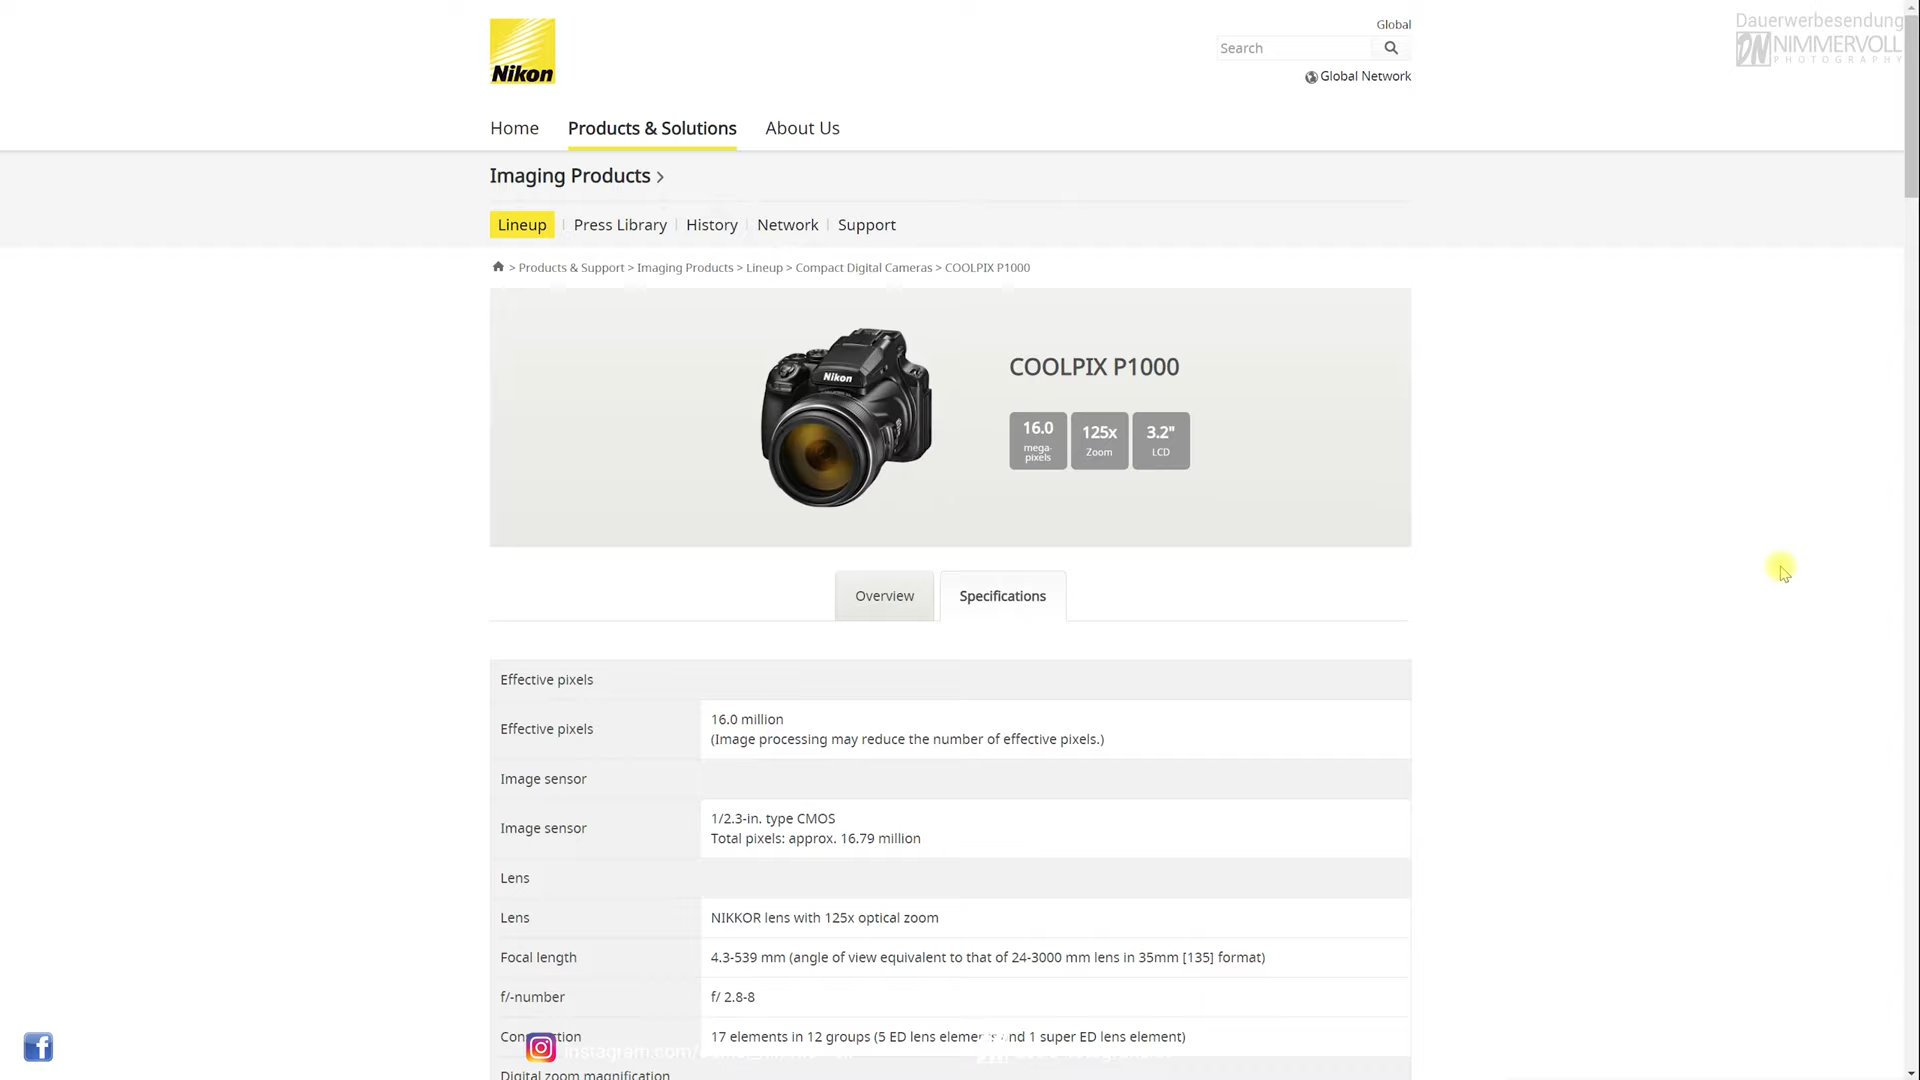 Global
Dauerwerbesendung
NIMMERVOLL
PHOTOGRAPHY
Nikon
Search
Global Network
Home
Products & Solutions
About Us
Imaging Products >
Lineup
Press Library
History
Network
Support
> Products & Support > Imaging Products > Lineup > Compact Digital Cameras > COOLPIX P1000
Nikon
COOLPIX P1000
16.0
mega-
pixels
125x
Zoom
3.2"
LCD
Overview
Specifications
Effective pixels
Effective pixels
16.0 million
(Image processing may reduce the number of effective pixels.)
Image sensor
Image sensor
1/2.3-in. type CMOS
Total pixels: approx. 16.79 million
Lens
Lens
NIKKOR lens with 125x optical zoom
Focal length
4.3-539 mm (angle of view equivalent to that of 24-3000 mm lens in 35mm [135] format)
f/-number
f/ 2.8-8
17 elements in 12 groups (5 ED lens and 1 super ED lens element)
Digital zoom magnification